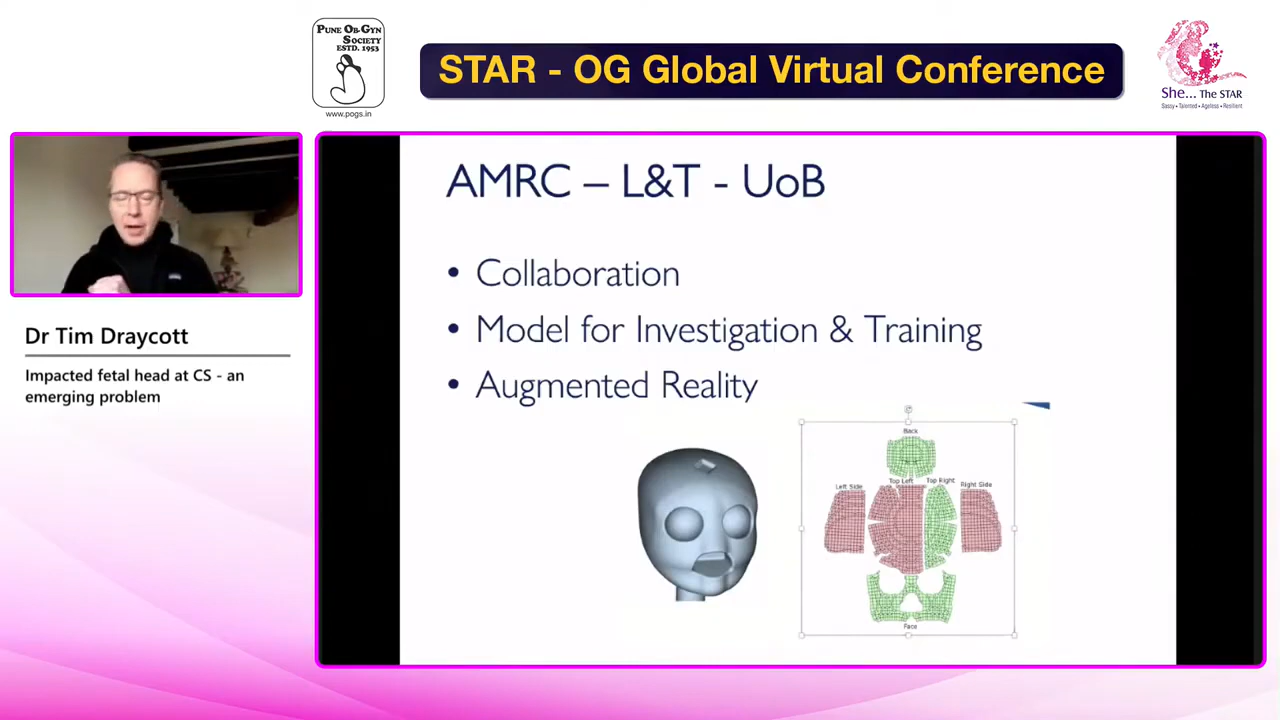 PUNE OB-GYN
SOCIETY
ESTD. 1953
www.pogs.in
STAR - OG Global Virtual Conference
She... THE STAR
Sassy • Talented • Ageless • Resilient
Dr Tim Draycott
Impacted fetal head at CS - an
emerging problem
AMRC – L&T - UoB
• Collaboration
• Model for Investigation & Training
• Augmented Reality
Back
Left Side
Top Left
Top Right
Right Side
Face